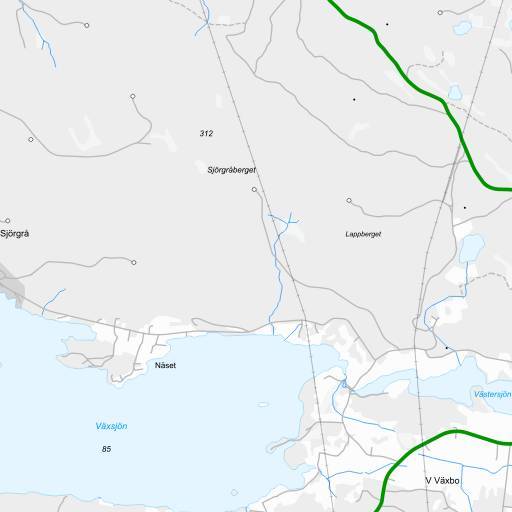 312
Sjörgråberget
Sjörgrå
Lappberget
Näset
Västersjön
Växsjön
85
V Växbo